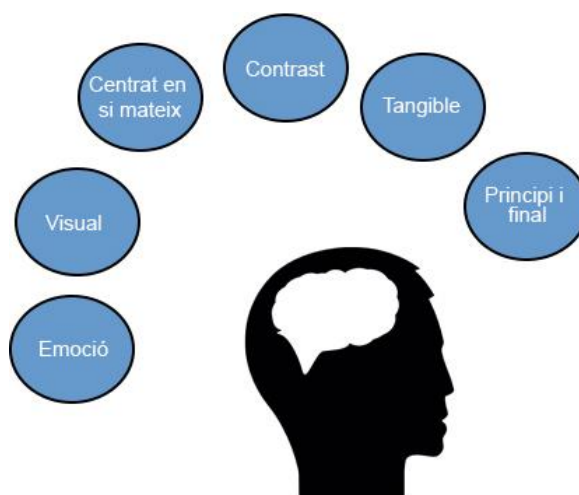 Contrast
Centrat en
si mateix
Tangible
Principi i
final
Visual
Emoció